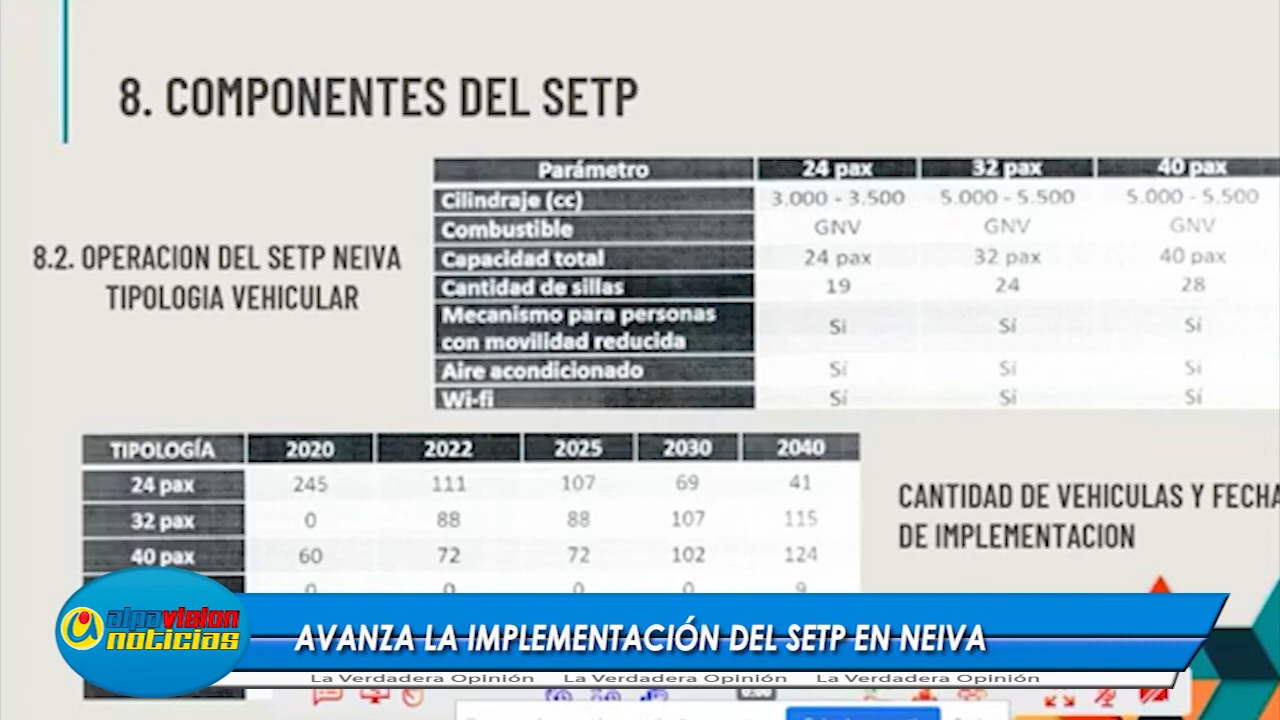 8. COMPONENTES DEL SETP
8.2. OPERACION DEL SETP NEIVA
TIPOLOGIA VEHICULAR
Parámetro 24 pax 32 pax 40 pax
Cilindraje (cc) 3.000 - 3.500 5.000 - 5.500 5.000 - 5.500
Combustible GNV GNV GNV
Capacidad total 24 pax 32 pax 40 pax
Cantidad de sillas 19 24 28
Mecanismo para personas
con movilidad reducida Sí Sí Sí
Aire acondicionado Sí Sí Sí
Wi-fi Sí Sí Sí
TIPOLOGÍA 2020 2022 2025 2030 2040
24 pax 245 111 107 69 41
32 pax 0 88 88 107 115
40 pax 60 72 72 102 124
0 0 0 0 9
CANTIDAD DE VEHICULAS Y FECHA
DE IMPLEMENTACION
alpavision
noticias
AVANZA LA IMPLEMENTACIÓN DEL SETP EN NEIVA
La Verdadera Opinión La Verdadera Opinión La Verdadera Opinión